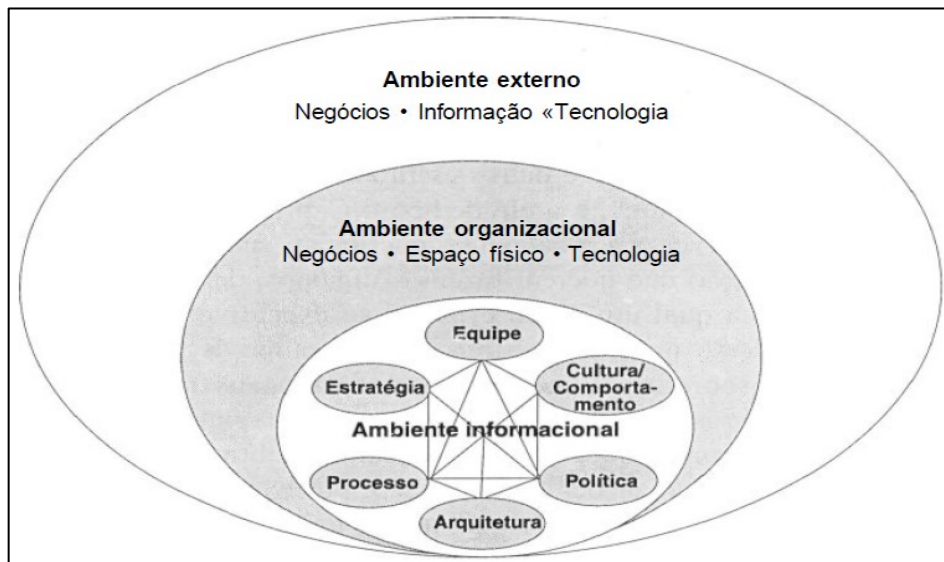 Ambiente externo
Negócios • Informação «Tecnologia
Ambiente organizacional
Negócios • Espaço físico • Tecnologia
Equipe
Estratégia
Cultura/
Comporta-
mento
Ambiente informacional
Processo
Política
Arquitetura